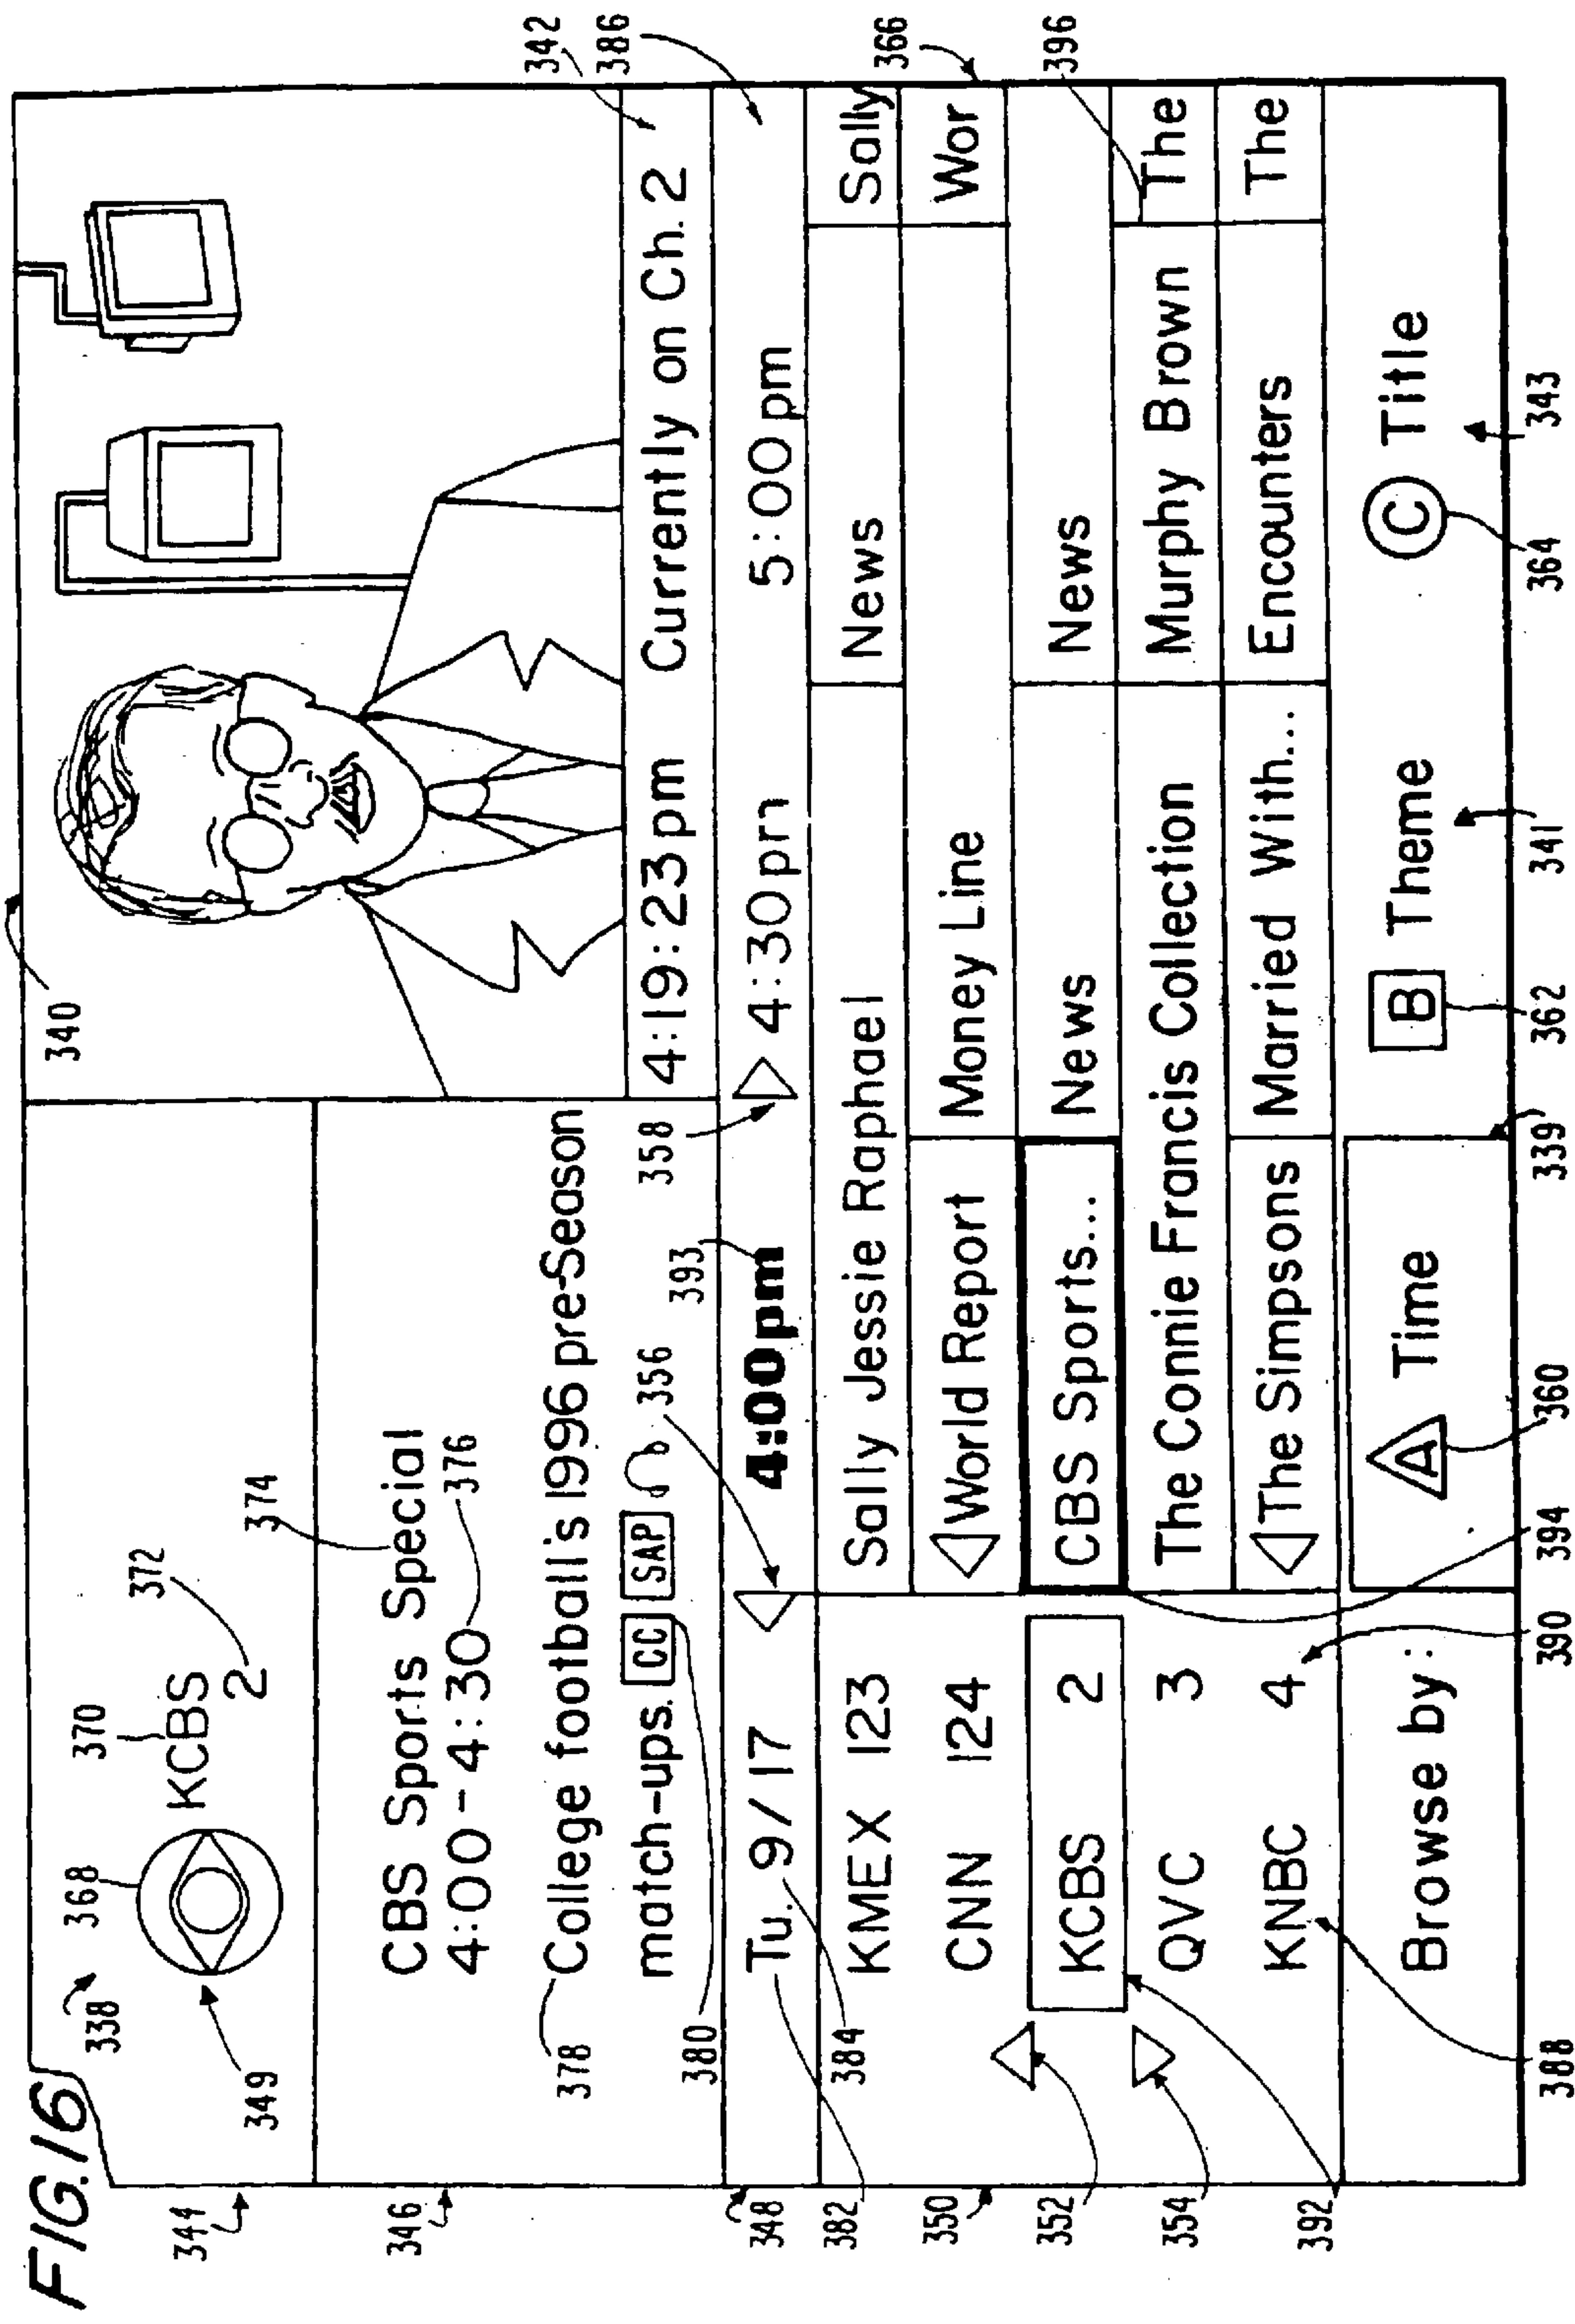 FIG. 16
338
368
370
372
340
342
386
344
349
KCBS
2
374
346
CBS Sports Special
4:00-4:30
376
378
College football's 1996 pre-Season
match-ups. CC SAP
380
356
393
358
4:19:23pm Currently on Ch. 2
348
Tu. 9/17 4:00pm 4:30pm 5:00pm
382
384
KMEX 123 Sally Jessie Raphael News Sally
366
350
CNN 124 World Report Money Line Wor
396
352
KCBS 2 CBS Sports... News News
354
QVC 3 The Connie Francis Collection Murphy Brown The
392
KNBC 4 The Simpsons Married With... Encounters The
Browse by: A Time B Theme C Title
388
390
394
360
339
362
341
364
343